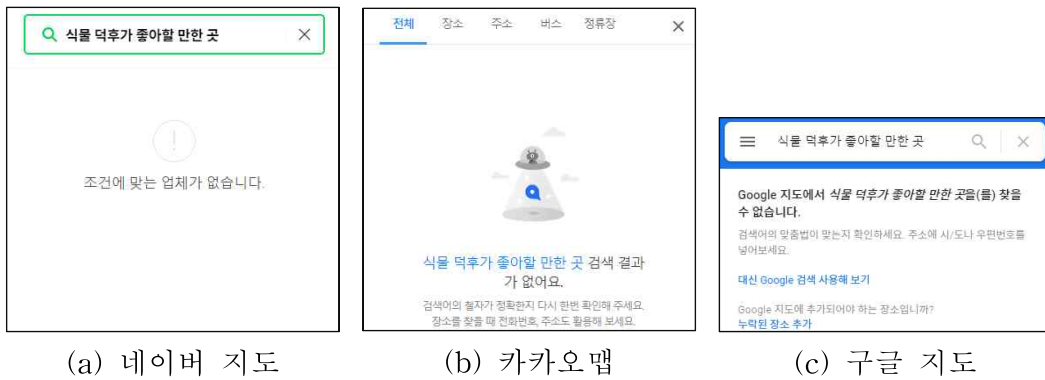 식물 덕후가 좋아할 만한 곳
조건에 맞는 업체가 없습니다.
(a) 네이버 지도
전체 장소 주소 버스 정류장
식물 덕후가 좋아할 만한 곳 검색 결과
가 없어요.
검색어의 철자가 정확한지 다시 한번 확인해 주세요.
장소를 찾을 때 전화번호, 주소도 활용해 보세요.
(b) 카카오맵
식물 덕후가 좋아할 만한 곳
Google 지도에서 식물 덕후가 좋아할 만한 곳을(를) 찾을
수 없습니다.
검색어의 맞춤법이 맞는지 확인하세요. 주소에 시/도나 우편번호를
넣어보세요.
대신 Google 검색 사용해 보기
Google 지도에 추가되어야 하는 장소입니까?
누락된 장소 추가
(c) 구글 지도